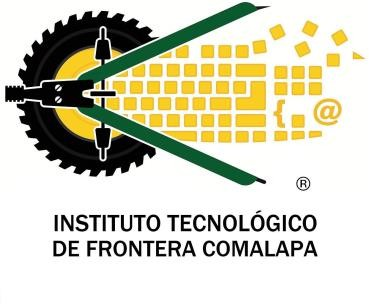 { @
®
INSTITUTO TECNOLÓGICO
DE FRONTERA COMALAPA